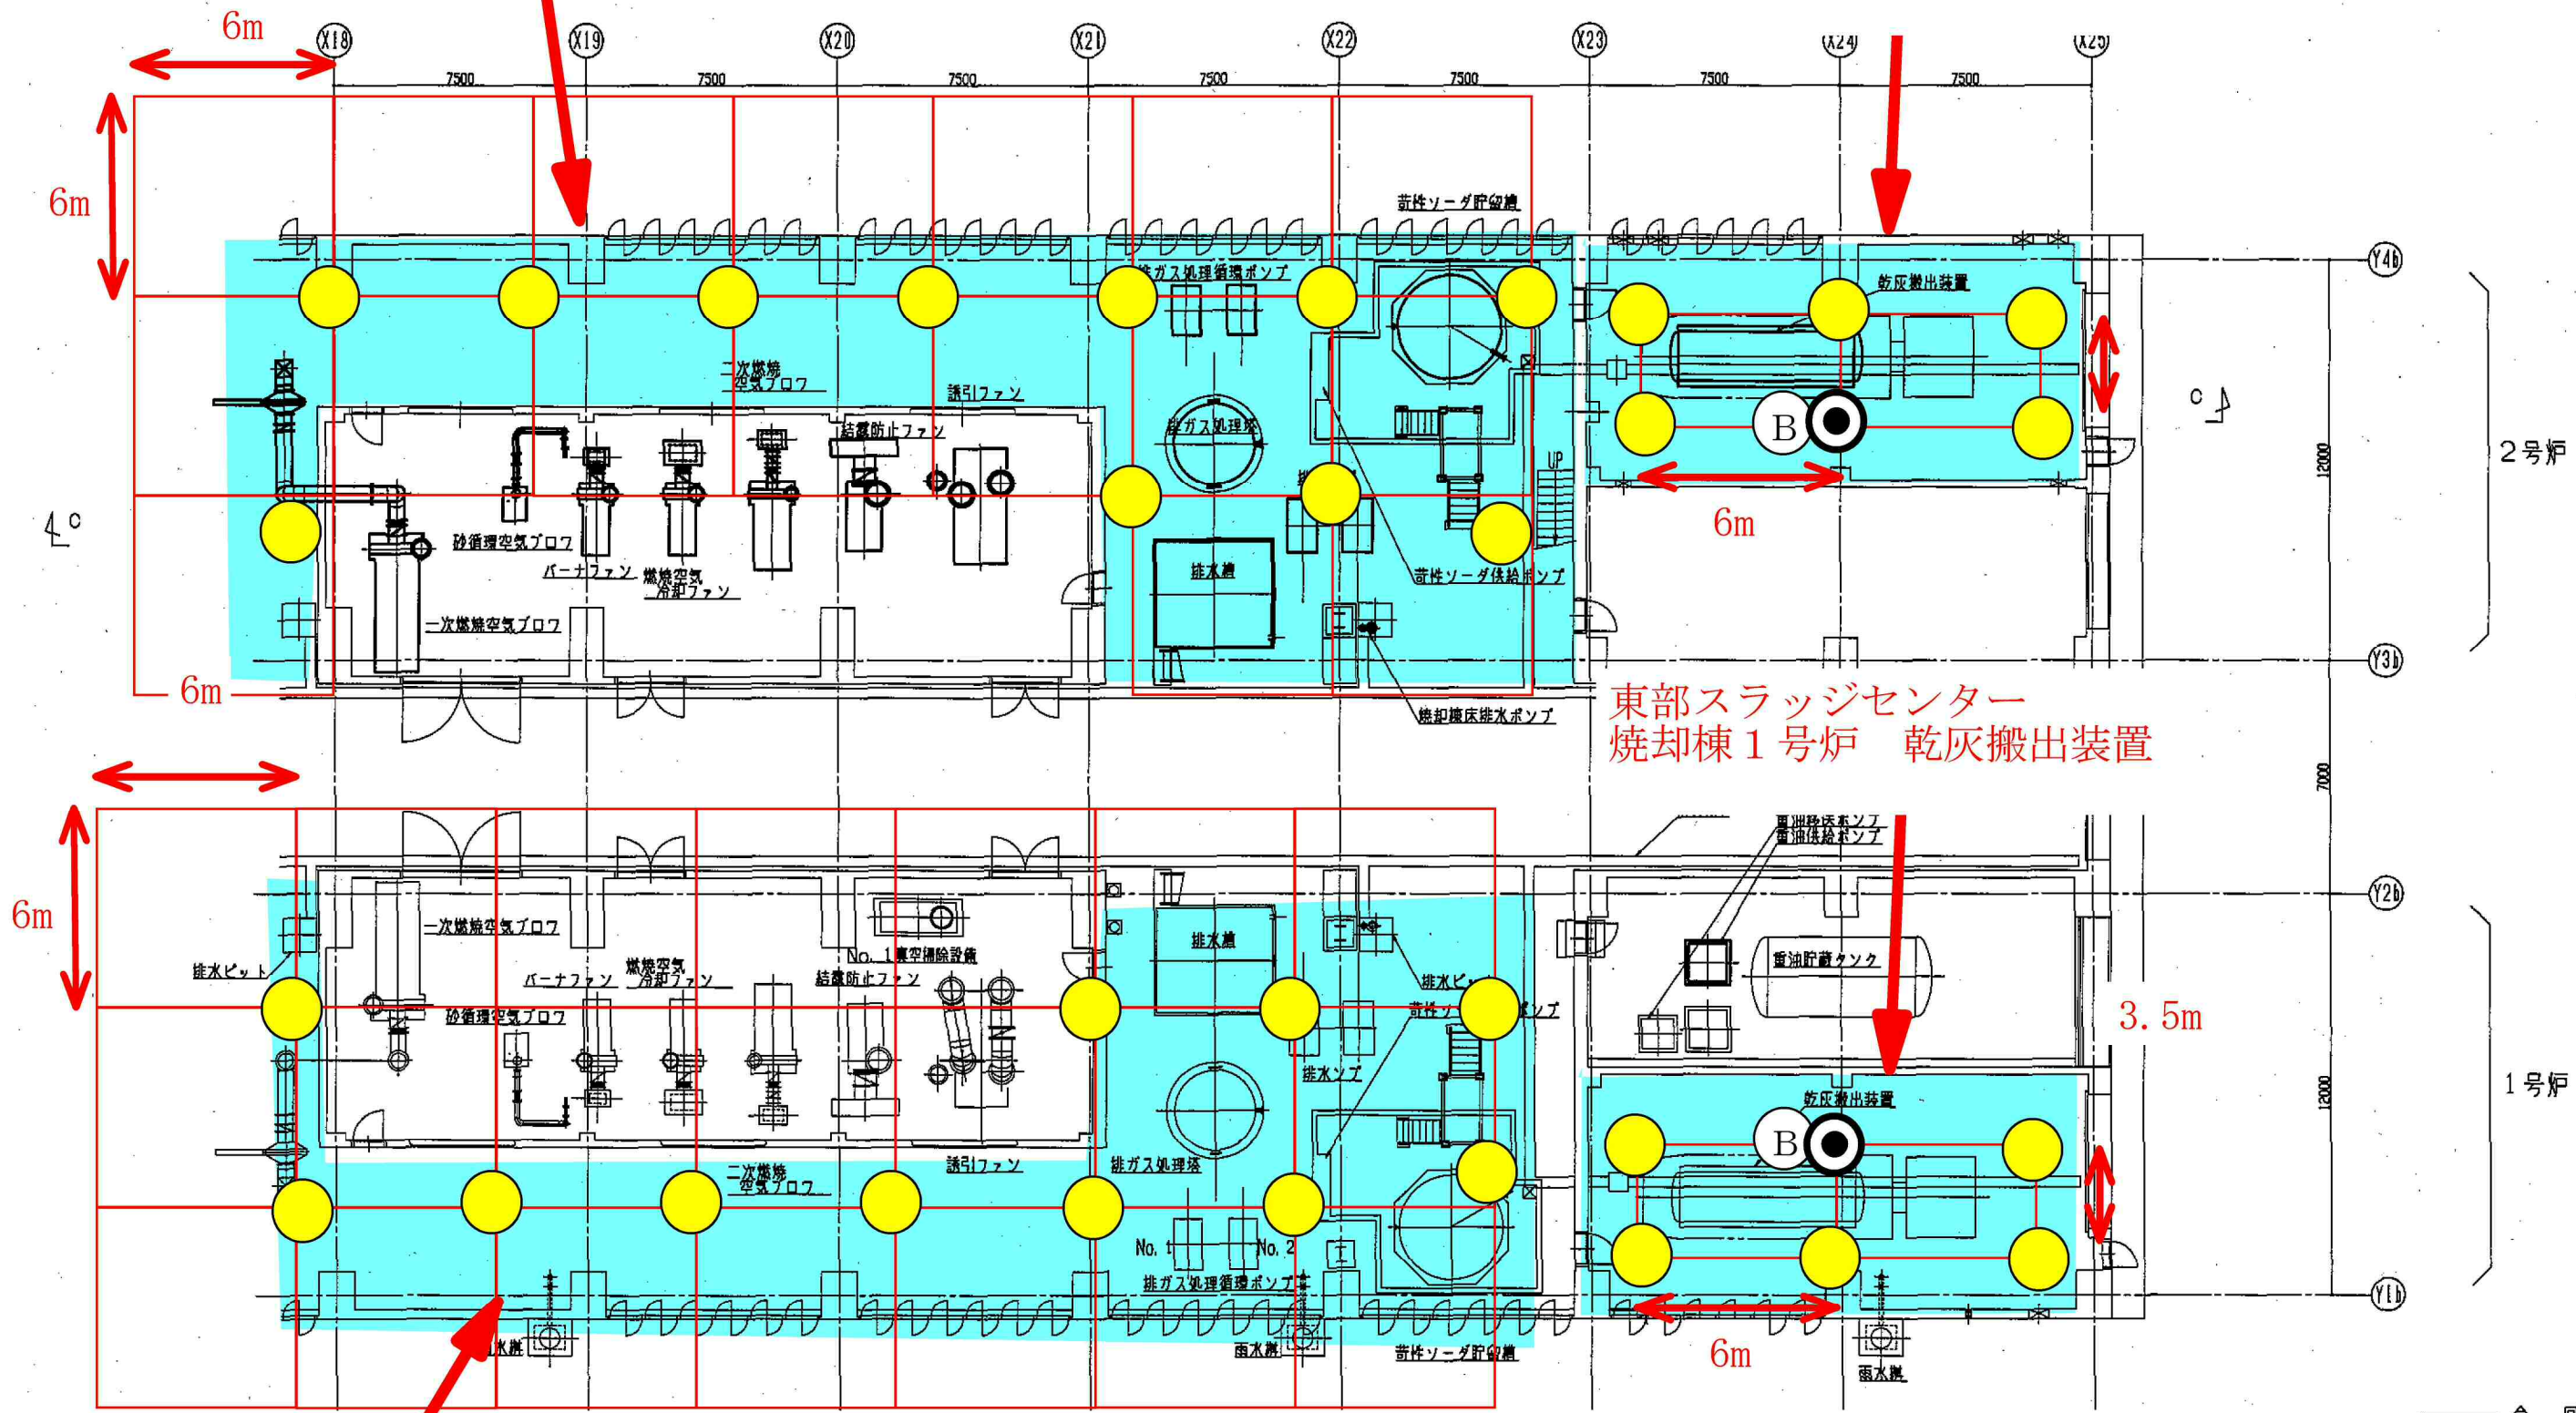 6m
X18 X19 X20 X21 X22 X23 X24 X25
7500 7500 7500 7500 7500 7500 7500
6m
苛性ソーダ貯留槽
Y4b
排ガス処理循環ポンプ
乾灰搬出装置
二次燃焼
空気ブロワ
誘引ファン
結露防止ファン
排ガス処理塔
B
12000
2号炉
UP
6m
砂循環空気ブロワ
バーナファン
燃焼空気
冷却ファン
排水槽
苛性ソーダ供給ポンプ
一次燃焼空気ブロワ
Y3b
6m
焼却棟床排水ポンプ
東部スラッジセンター
焼却棟1号炉 乾灰搬出装置
7000
重油移送ポンプ
重油供給ポンプ
6m
Y2b
一次燃焼空気ブロワ
No. 1真空掃除設備
排水槽
排水ピット
燃焼空気
冷却ファン
バーナファン
結露防止ファン
重油貯蔵タンク
砂循環空気ブロワ
3.5m
12000
1号炉
乾灰搬出装置
B
二次燃焼
空気ブロワ
誘引ファン
排ガス処理塔
No. 1 No. 2
排ガス処理循環ポンプ
Y1b
雨水桝
苛性ソーダ貯留槽
6m
雨水桝